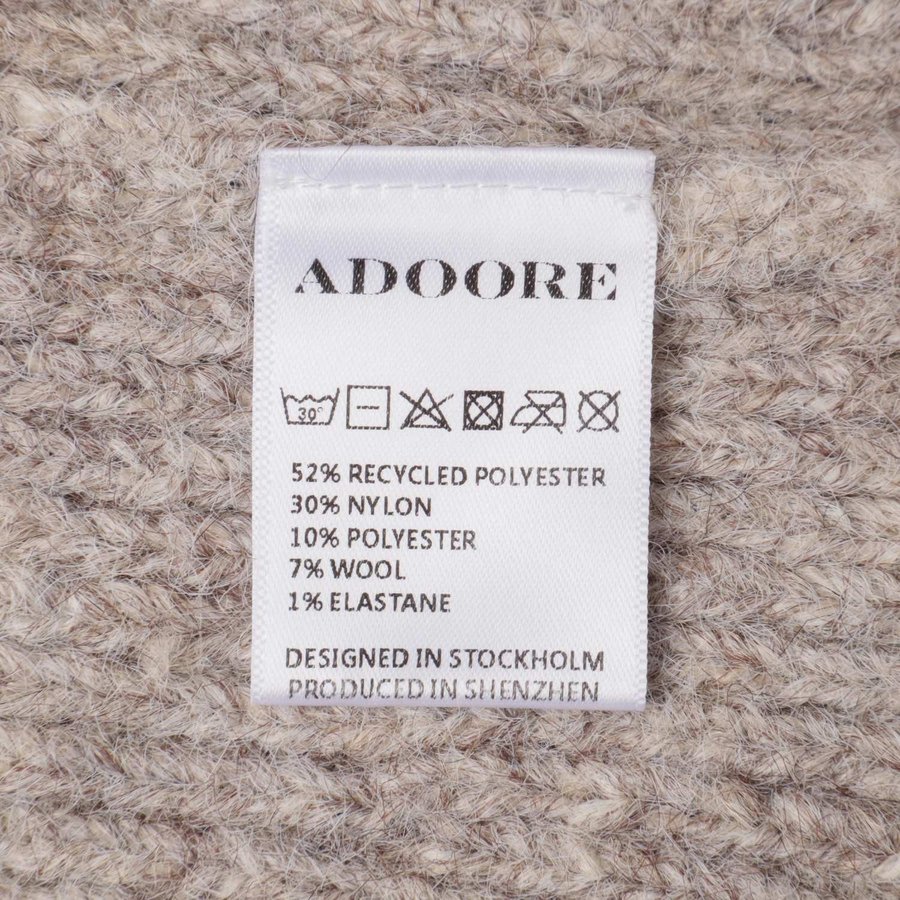 ADOORE
30°
52% RECYCLED POLYESTER
30% NYLON
10% POLYESTER
7% WOOL
1% ELASTANE
DESIGNED IN STOCKHOLM
PRODUCED IN SHENZHEN